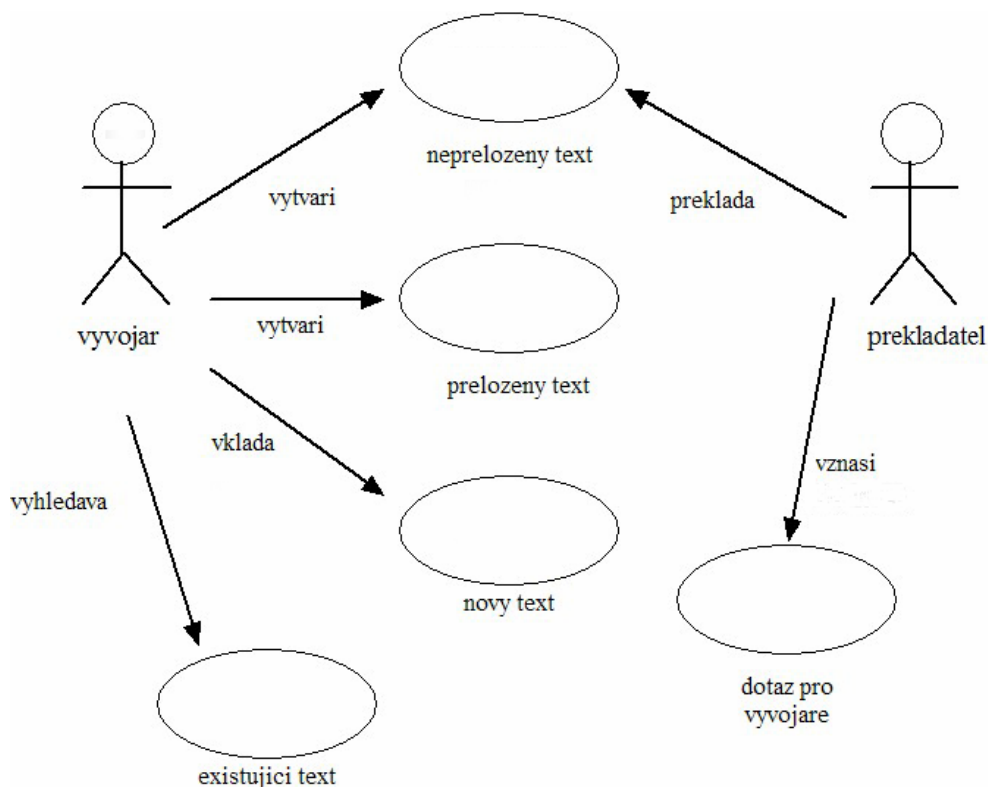 neprelozeny text
vytvari
preklada
vytvari
vyvojar
prekladatel
prelozeny text
vklada
vznasi
vyhledava
novy text
dotaz pro
vyvojare
existujici text